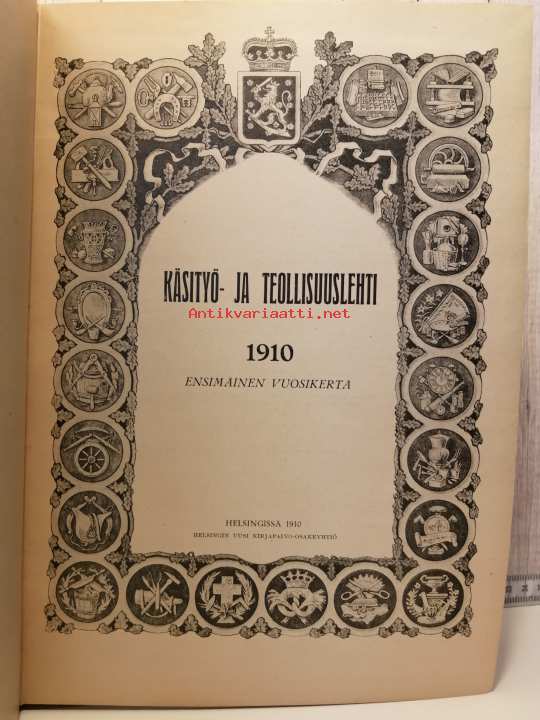 KÄSITYÖ- JA TEOLLISUUSLEHTI
Antikvariaatti.net
1910
ENSIMAINEN VUOSIKERTA
HELSINGISSÄ 1910
HELSINGIN UUSI KIRJAPAINO-OSAKEYHTIÖ